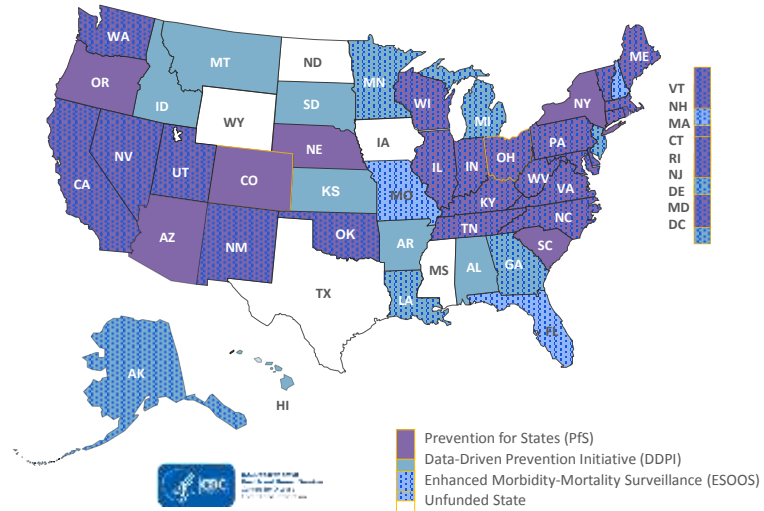 WA
OR
CA
NV
ID
MT
WY
UT
AZ
CO
NM
ND
SD
NE
KS
OK
TX
MN
IA
MO
AR
LA
WI
IL
MS
MI
IN
KY
TN
AL
OH
WV
GA
FL
SC
NC
VA
PA
NY
ME
AK
HI
VT
NH
MA
CT
RI
NJ
DE
MD
DC
CDC
Prevention for States (PfS)
Data-Driven Prevention Initiative (DDPI)
Enhanced Morbidity-Mortality Surveillance (ESOOS)
Unfunded State